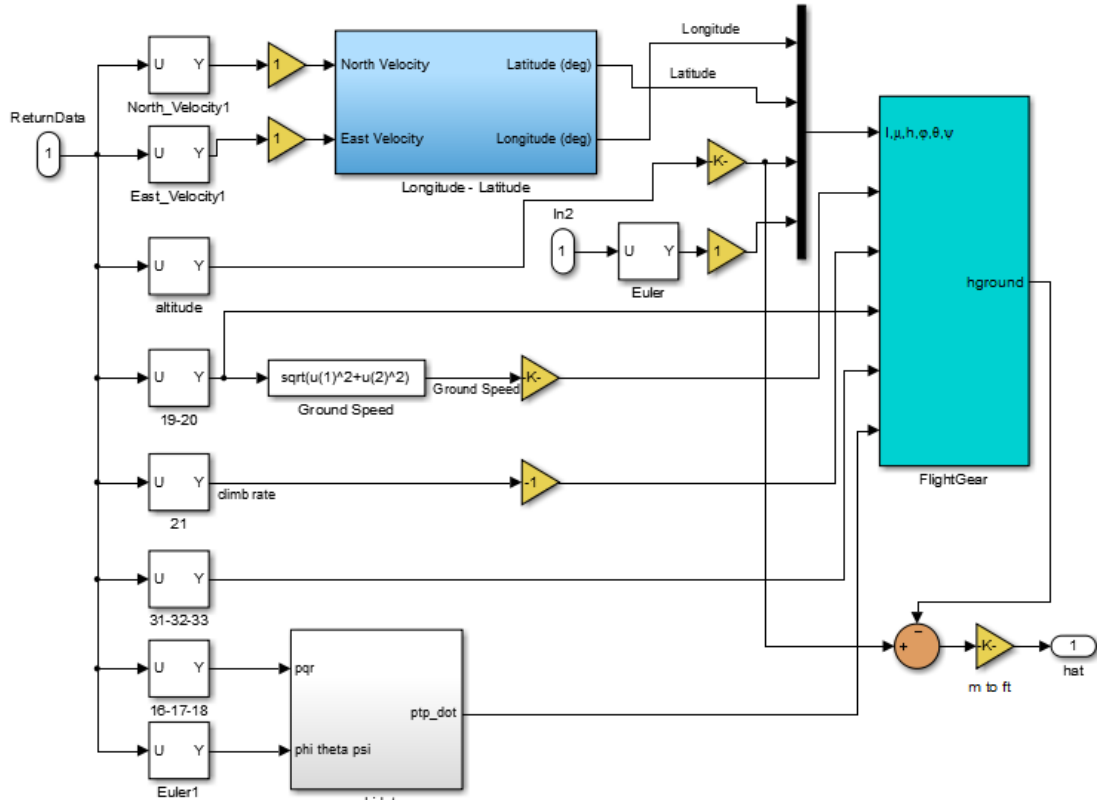 Longitude
U Y
1
North Velocity
Latitude (deg)
North_Velocity1
Latitude
ReturnData
1
U Y
1
East Velocity
Longitude (deg)
l,μ,h,φ,θ,ψ
East_Velocity1
Longitude - Latitude
-K-
In2
1
U Y
1
Euler
U Y
altitude
hground
U Y
sqrt(u(1)^2+u(2)^2)
Ground Speed
-K-
19-20
Ground Speed
FlightGear
U Y
climb rate
-1
21
U Y
31-32-33
−
+
-K-
1
hat
m to ft
U Y
pqr
16-17-18
ptp_dot
U Y
phi theta psi
Euler1